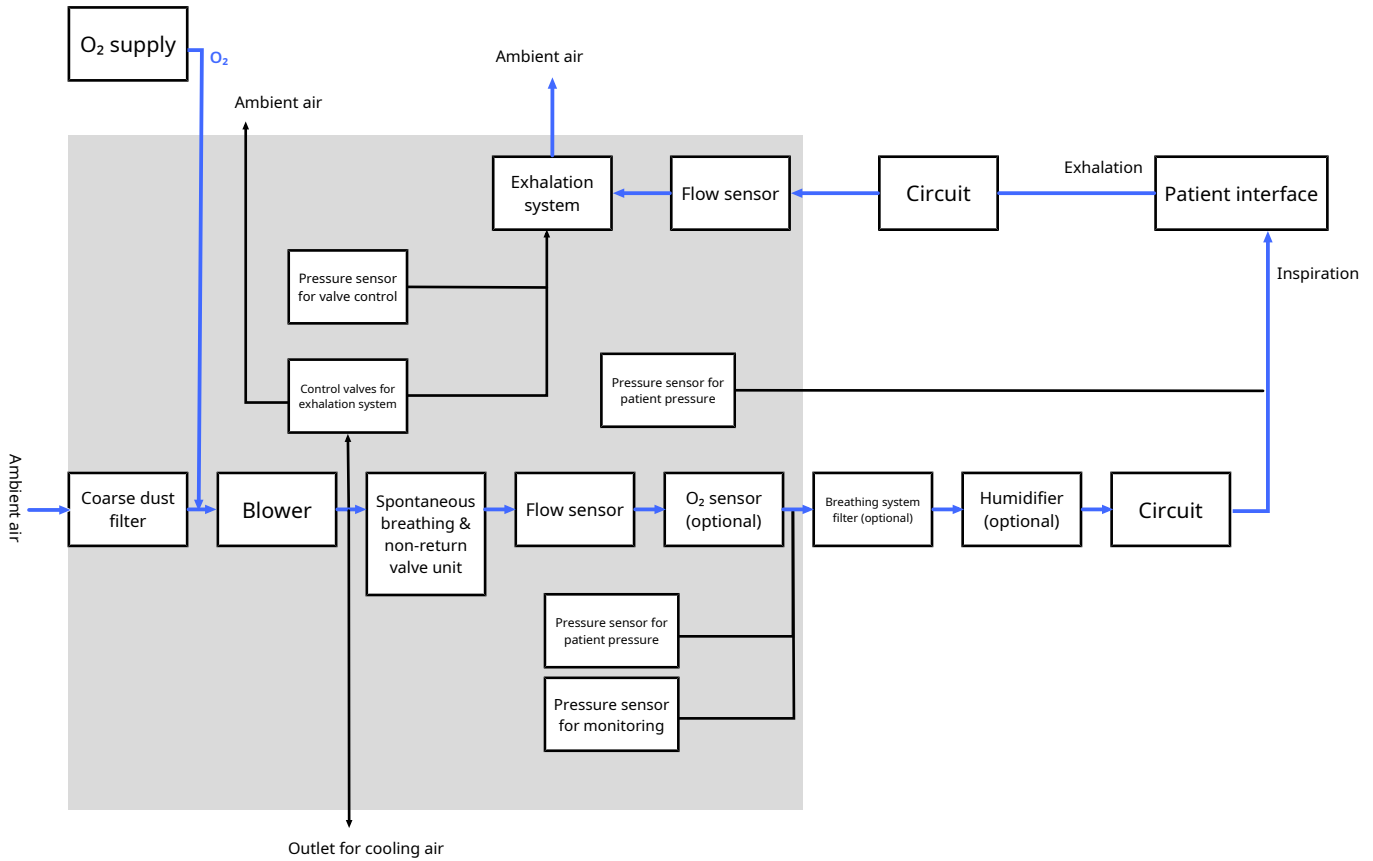 O₂ supply
O₂
Ambient air
Ambient air
Exhalation
system
Flow sensor
Circuit
Exhalation
Patient interface
Inspiration
Pressure sensor
for valve control
Control valves for
exhalation system
Pressure sensor for
patient pressure
Ambient air
Coarse dust
filter
Blower
Spontaneous
breathing &
non-return
valve unit
Flow sensor
O₂ sensor
(optional)
Breathing system
filter (optional)
Humidifier
(optional)
Circuit
Pressure sensor for
patient pressure
Pressure sensor
for monitoring
Outlet for cooling air